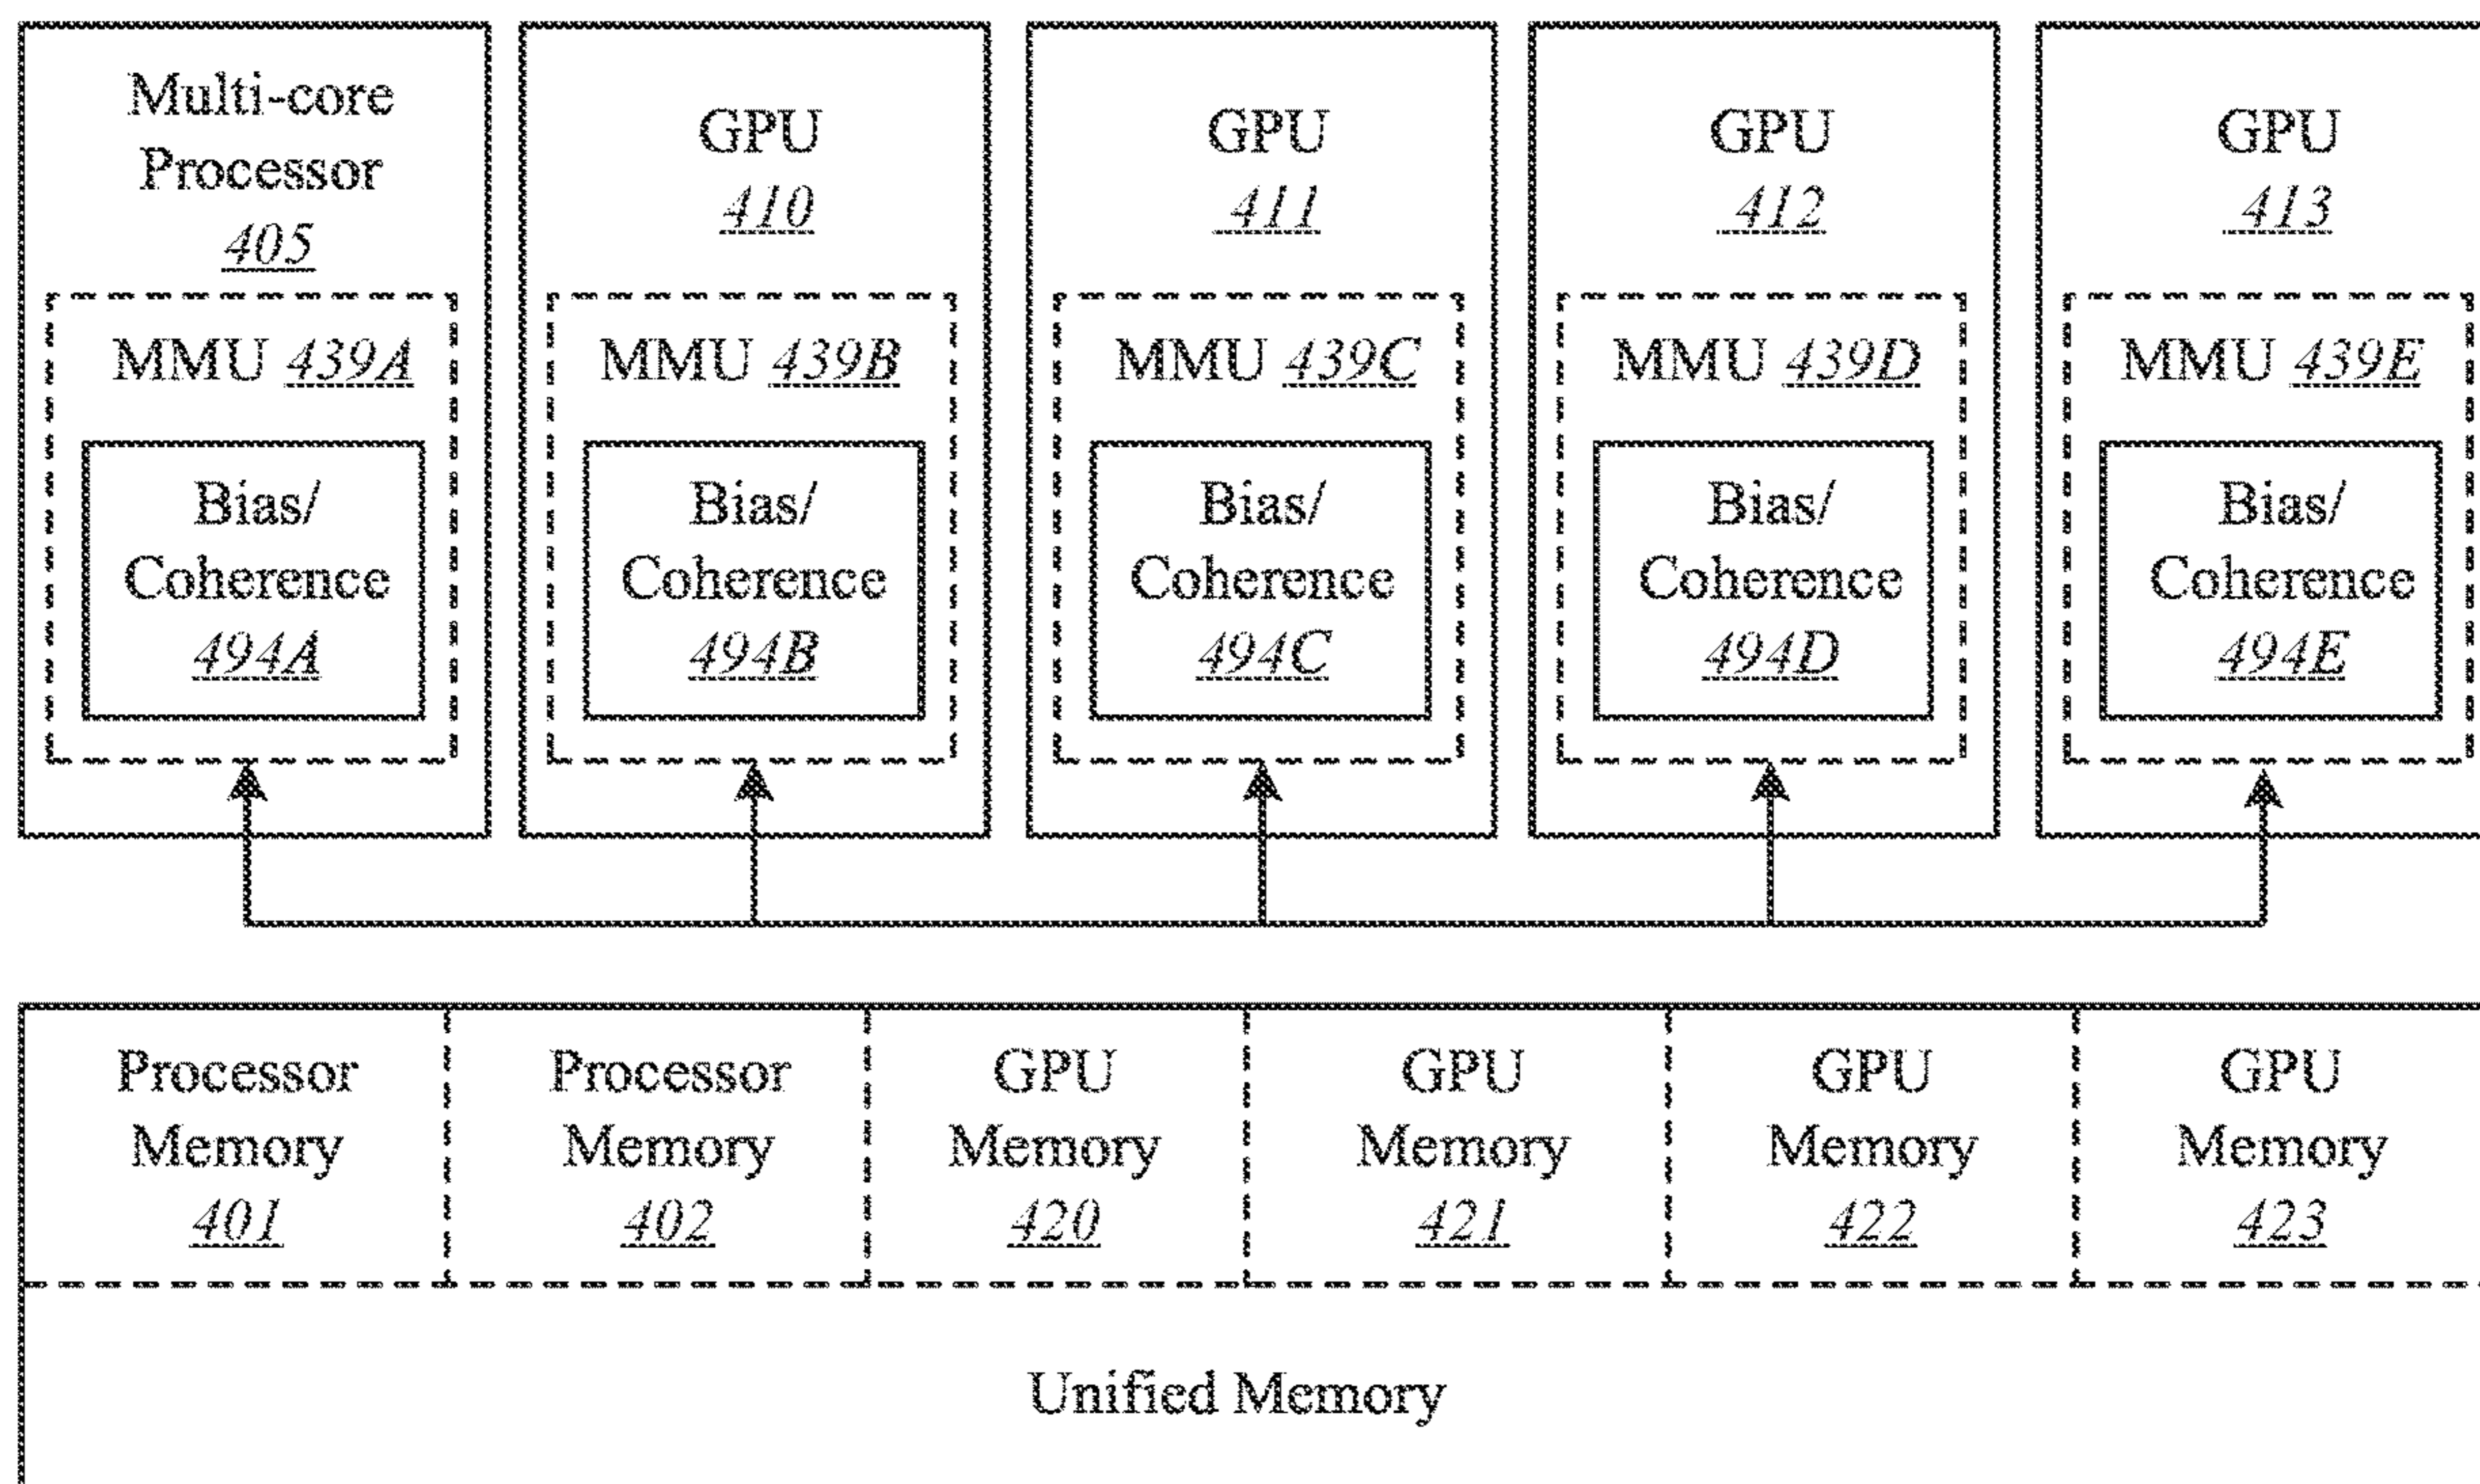 Multi-core
Processor
405
MMU 439A
Bias/
Coherence
494A
GPU
410
MMU 439B
Bias/
Coherence
494B
GPU
411
MMU 439C
Bias/
Coherence
494C
GPU
412
MMU 439D
Bias/
Coherence
494D
GPU
413
MMU 439E
Bias/
Coherence
494E
Processor
Memory
401
Processor
Memory
402
GPU
Memory
420
GPU
Memory
421
GPU
Memory
422
GPU
Memory
423
Unified Memory